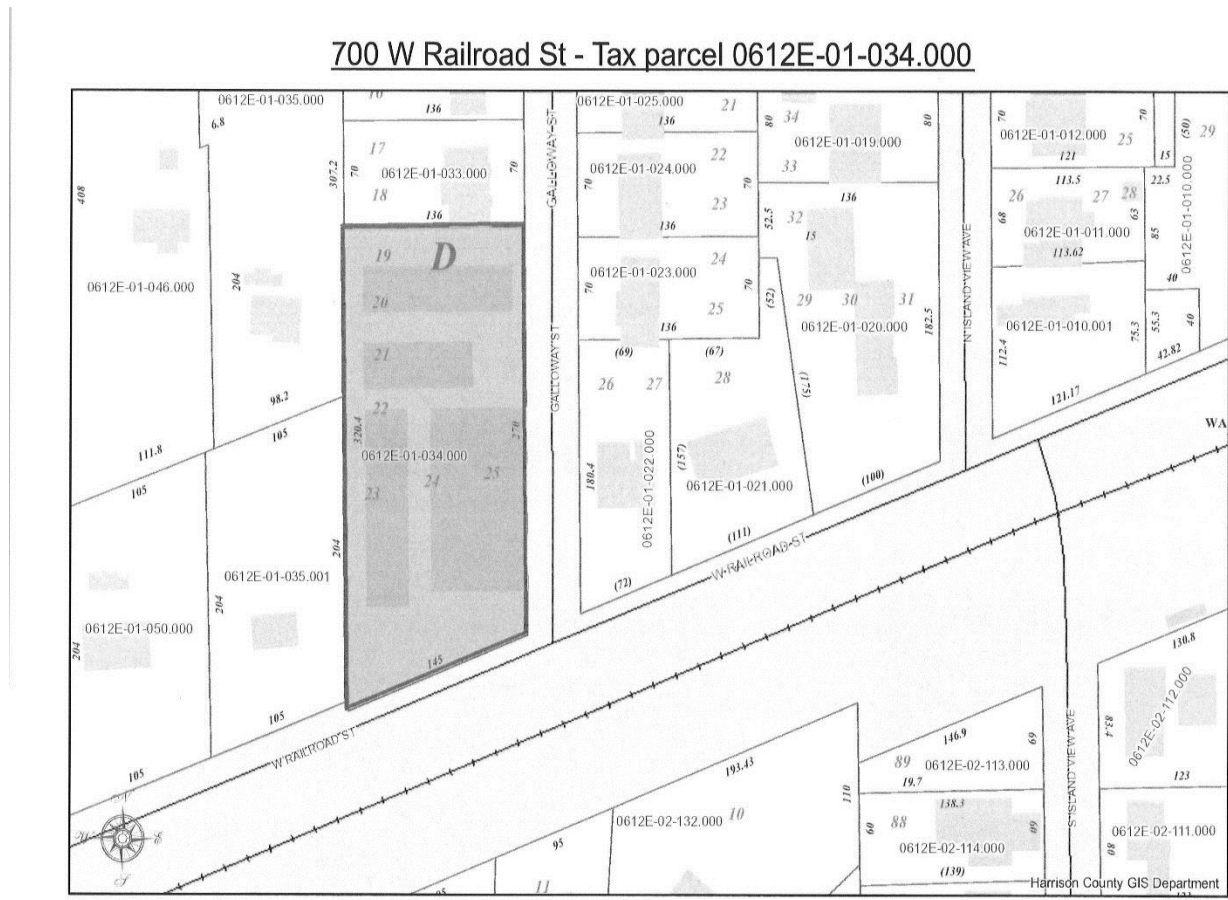 700 W Railroad St - Tax parcel 0612E-01-034.000
0612E-01-035.000
6.8
408
204
307.2
0612E-01-046.000
98.2
111.8
105
105
136
17
0612E-01-033.000
70
70
18
136
19
D
20
21
22
320.4
270
0612E-01-034.000
23
24
25
204
145
204
0612E-01-035.001
0612E-01-050.000
204
105
105
GALLOWAY ST
GALLOWAY ST
0612E-01-025.000
21
136
22
0612E-01-024.000
70
70
23
136
24
0612E-01-023.000
70
70
25
136
(69)
(67)
26
27
28
180.4
0612E-01-022.000
(157)
0612E-01-021.000
(72)
(111)
80
34
80
0612E-01-019.000
33
136
52.5
32
15
(52)
29
30
31
0612E-01-020.000
182.5
(175)
(100)
N ISLAND VIEW AVE
70
0612E-01-012.000
25
70
121
15
(50)
29
0612E-01-010.000
113.5
22.5
26
27
28
68
63
0612E-01-011.000
85
113.62
40
0612E-01-010.001
112.4
75.3
55.3
40
42.82
121.17
WA
W RAILROAD ST
W RAILROAD ST
193.43
110
0612E-02-132.000
10
95
11
146.9
69
89
0612E-02-113.000
19.7
138.3
60
88
60
0612E-02-114.000
(139)
S ISLAND VIEW AVE
130.8
83.4
0612E-02-112.000
123
0612E-02-111.000
80
N
W
E
S
Harrison County GIS Department